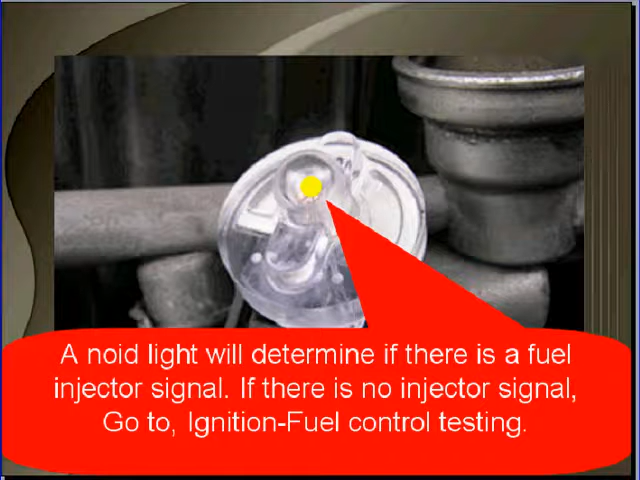 A noid light will determine if there is a fuel
injector signal. If there is no injector signal,
Go to, Ignition-Fuel control testing.